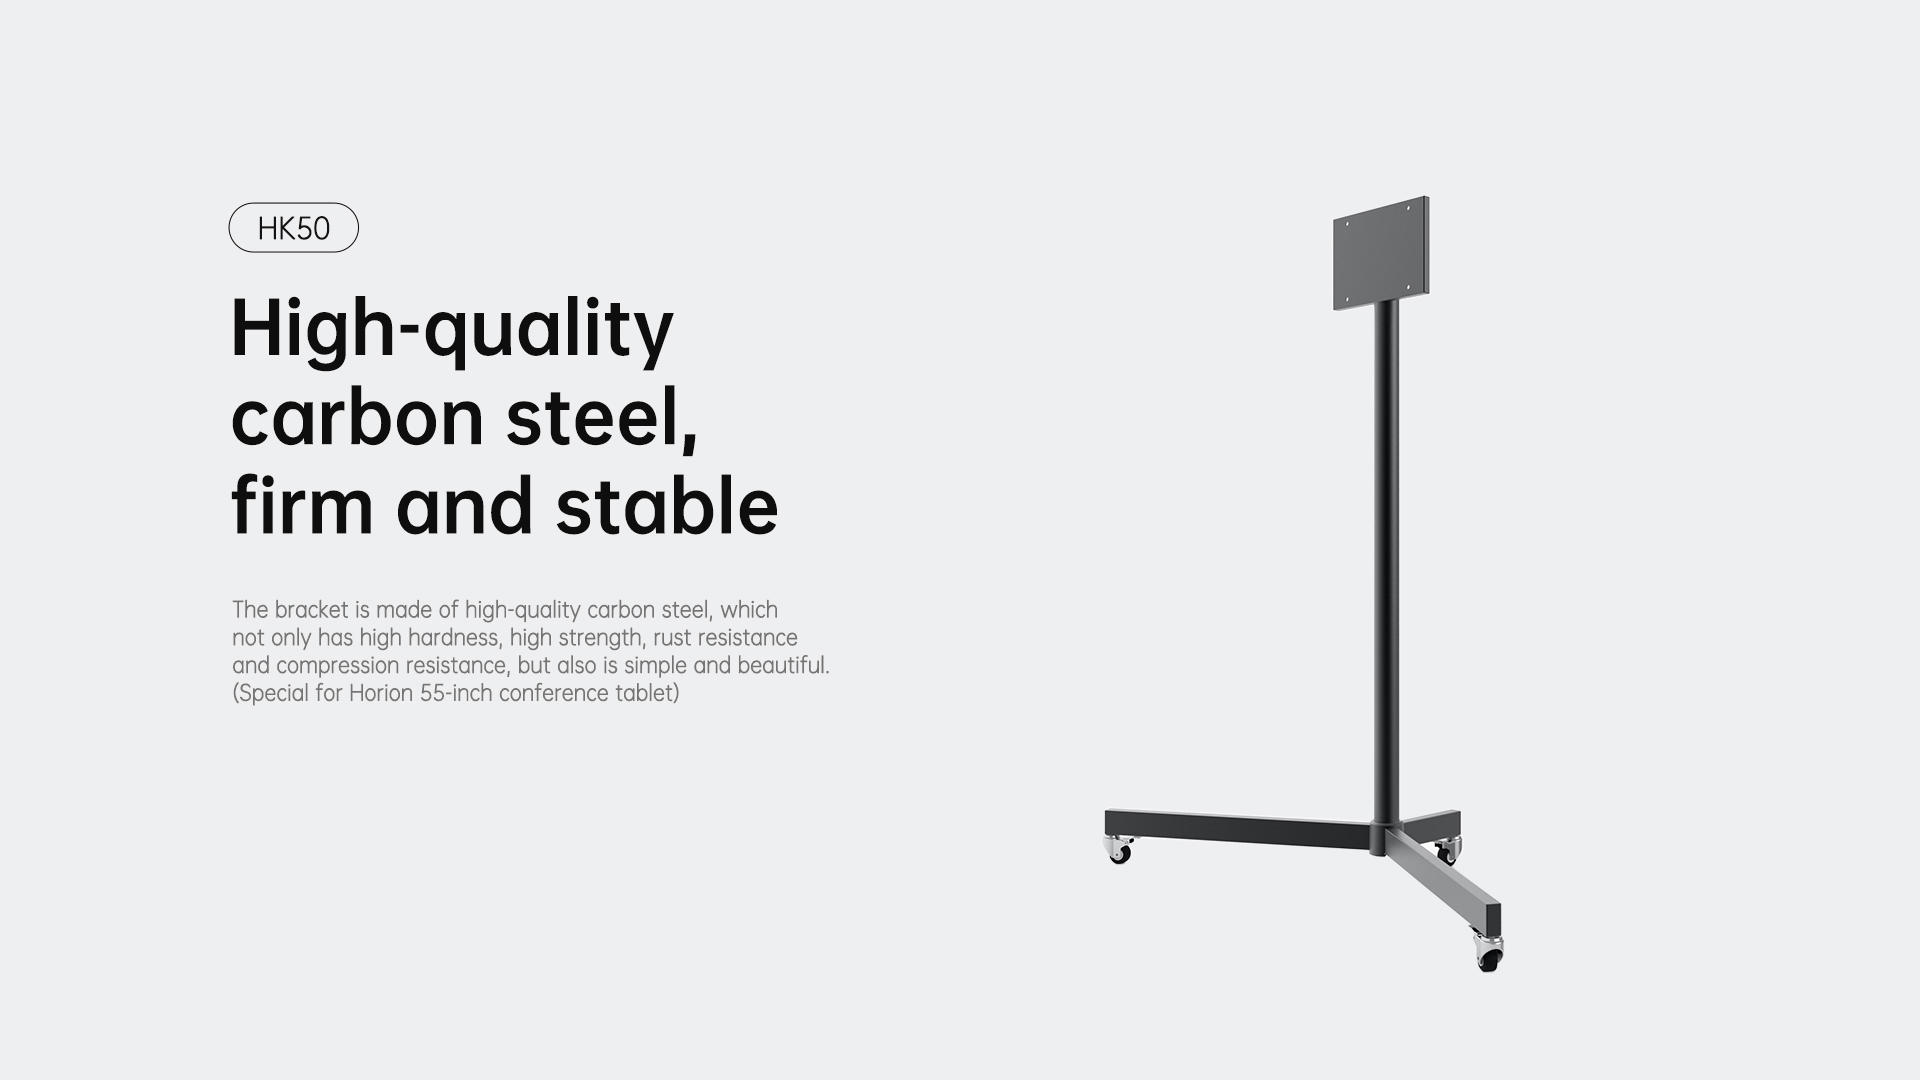 HK50
High-quality
carbon steel,
firm and stable
The bracket is made of high-quality carbon steel, which
not only has high hardness, high strength, rust resistance
and compression resistance, but also is simple and beautiful.
(Special for Horion 55-inch conference tablet)